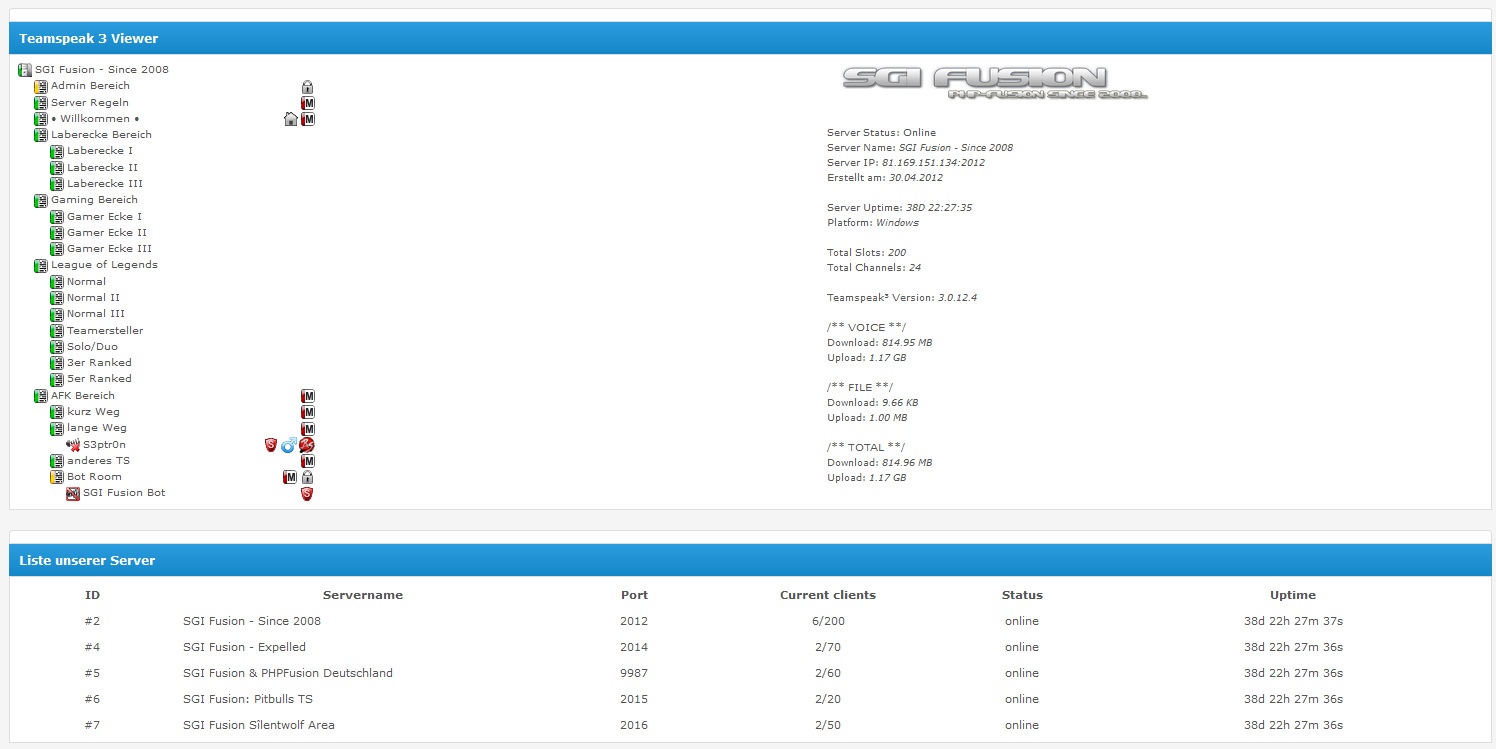 Teamspeak 3 Viewer
SGI Fusion - Since 2008
Admin Bereich
Server Regeln
M
• Willkommen •
M
Laberecke Bereich
Laberecke I
Laberecke II
Laberecke III
Gaming Bereich
Gamer Ecke I
Gamer Ecke II
Gamer Ecke III
League of Legends
Normal
Normal II
Normal III
Teamersteller
Solo/Duo
3er Ranked
5er Ranked
AFK Bereich
M
kurz Weg
M
lange Weg
M
S3ptr0n
S
anderes TS
M
Bot Room
M
SGI Fusion Bot
S
SGI FUSION
PHP-FUSION SINCE 2008...
Server Status: Online
Server Name: SGI Fusion - Since 2008
Server IP: 81.169.151.134:2012
Erstellt am: 30.04.2012
Server Uptime: 38D 22:27:35
Platform: Windows
Total Slots: 200
Total Channels: 24
Teamspeak³ Version: 3.0.12.4
/** VOICE **/
Download: 814.95 MB
Upload: 1.17 GB
/** FILE **/
Download: 9.66 KB
Upload: 1.00 MB
/** TOTAL **/
Download: 814.96 MB
Upload: 1.17 GB
Liste unserer Server
ID Servername Port Current clients Status Uptime
#2 SGI Fusion - Since 2008 2012 6/200 online 38d 22h 27m 37s
#4 SGI Fusion - Expelled 2014 2/70 online 38d 22h 27m 36s
#5 SGI Fusion & PHPFusion Deutschland 9987 2/60 online 38d 22h 27m 36s
#6 SGI Fusion: Pitbulls TS 2015 2/20 online 38d 22h 27m 36s
#7 SGI Fusion Sîlentwolf Area 2016 2/50 online 38d 22h 27m 36s